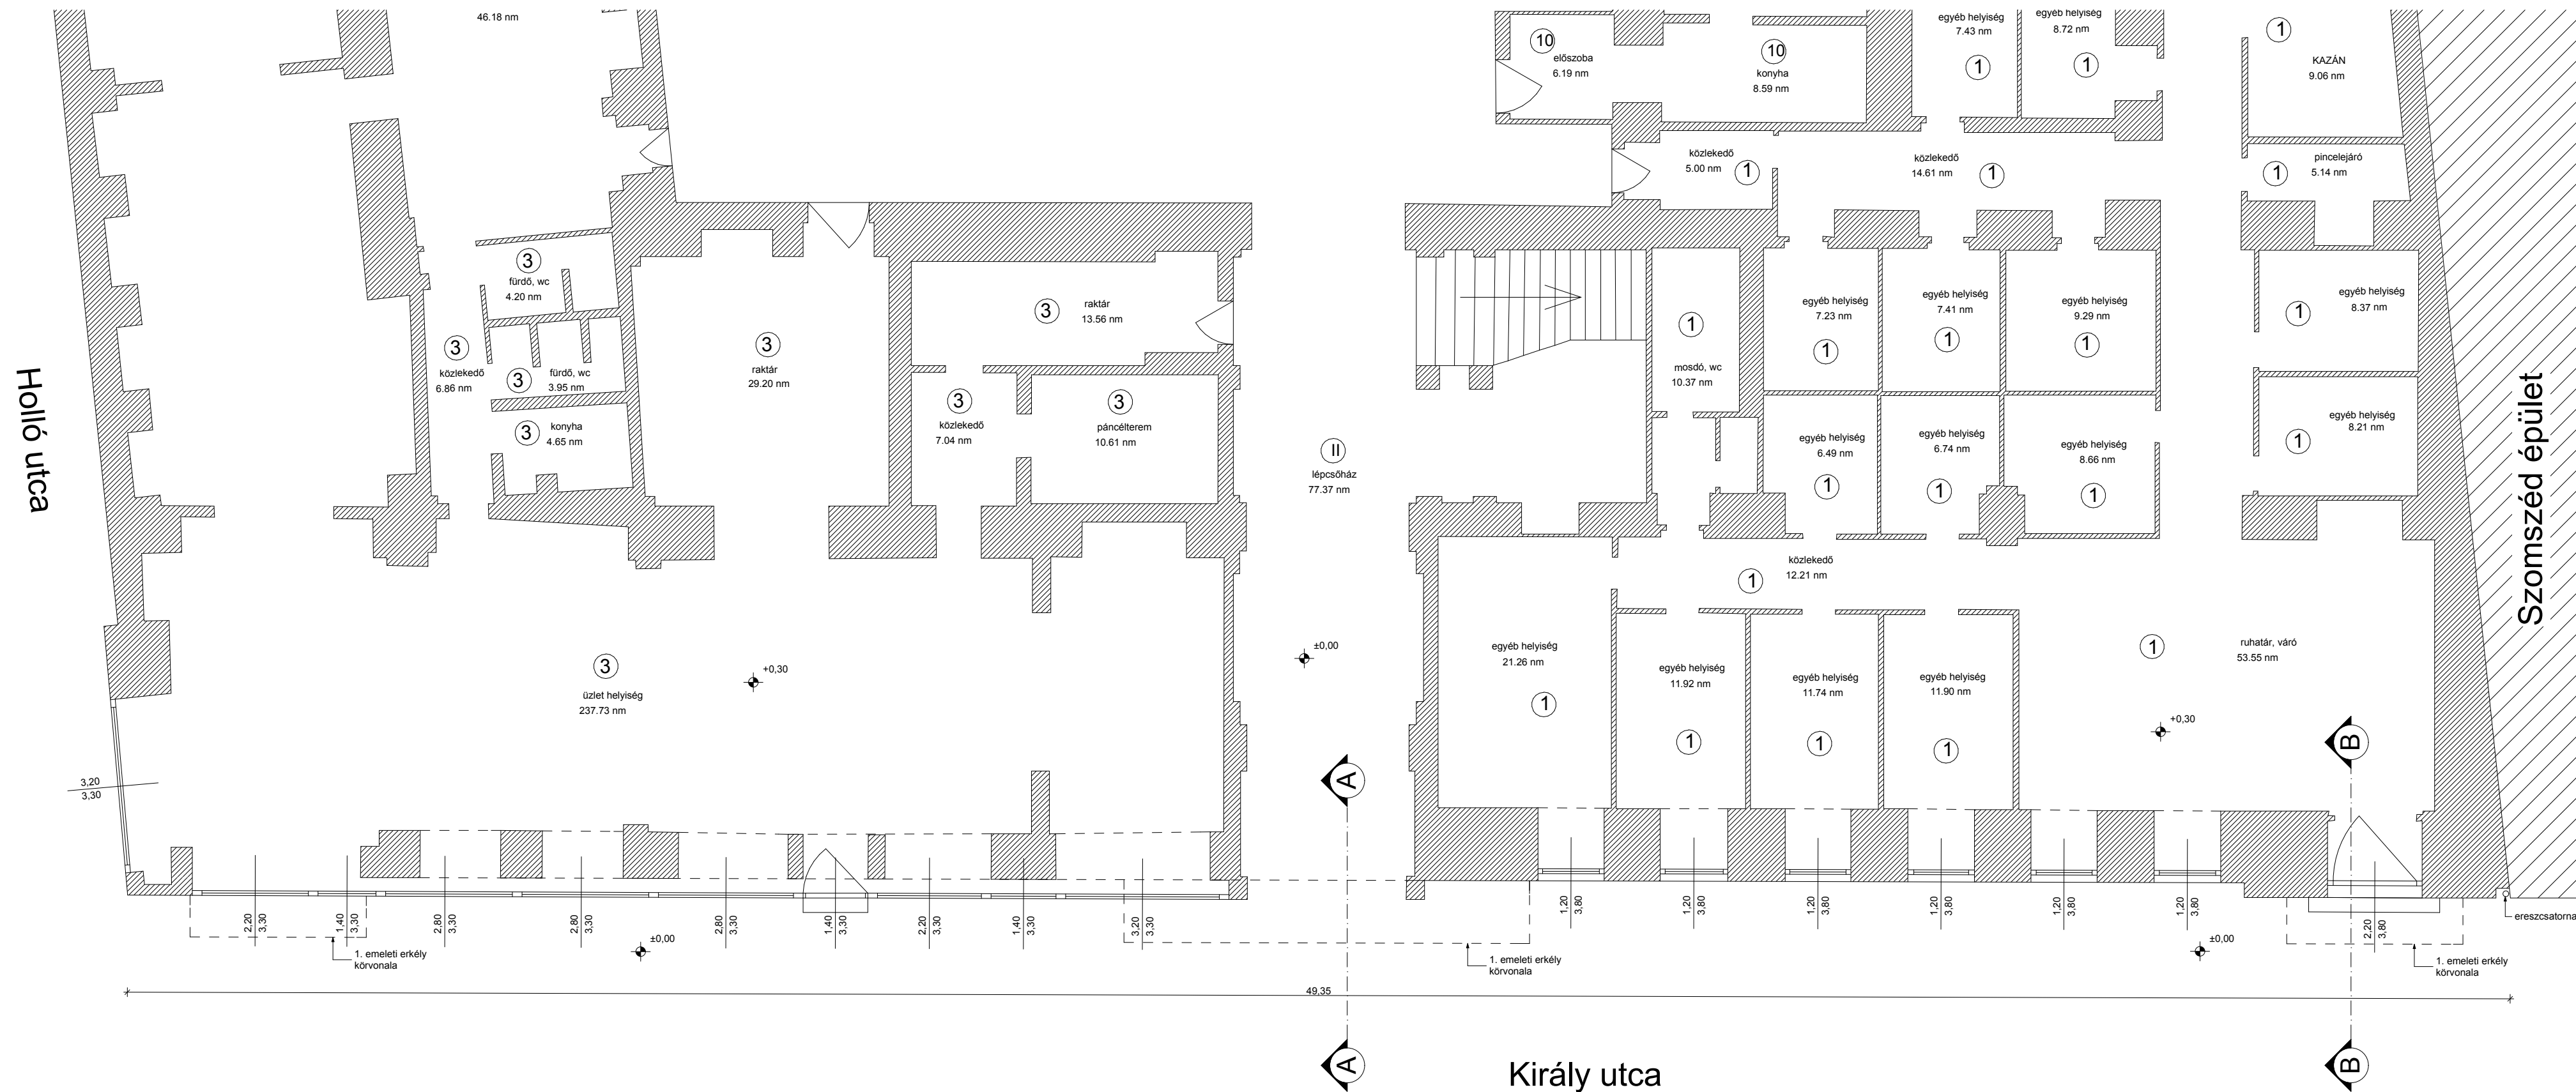 46.18 nm
10
előszoba
6.19 nm
10
konyha
8.59 nm
egyéb helyiség
7.43 nm
1
egyéb helyiség
8.72 nm
1
1
KAZÁN
9.06 nm
közlekedő
5.00 nm
1
közlekedő
14.61 nm
1
1
pincelejáró
5.14 nm
3
fürdő, wc
4.20 nm
3
közlekedő
6.86 nm
3
fürdő, wc
3.95 nm
3
konyha
4.65 nm
3
raktár
29.20 nm
3
raktár
13.56 nm
3
közlekedő
7.04 nm
3
páncélterem
10.61 nm
II
lépcsőház
77.37 nm
1
mosdó, wc
10.37 nm
egyéb helyiség
7.23 nm
1
egyéb helyiség
7.41 nm
1
egyéb helyiség
9.29 nm
1
1
egyéb helyiség
8.37 nm
egyéb helyiség
6.49 nm
1
egyéb helyiség
6.74 nm
1
egyéb helyiség
8.66 nm
1
egyéb helyiség
8.21 nm
1
Holló utca
Szomszéd épület
közlekedő
12.21 nm
1
3
üzlet helyiség
237.73 nm
+0,30
±0,00
egyéb helyiség
21.26 nm
1
egyéb helyiség
11.92 nm
1
egyéb helyiség
11.74 nm
1
egyéb helyiség
11.90 nm
1
1
ruhatár, váró
53.55 nm
+0,30
A
B
3,20
3,30
2,20
3,30
1,40
3,30
2,80
3,30
2,80
3,30
2,80
3,30
1,40
3,30
2,20
3,30
1,40
3,30
3,20
3,30
1,20
3,80
1,20
3,80
1,20
3,80
1,20
3,80
1,20
3,80
1,20
3,80
2,20
3,80
ereszcsatorna
±0,00
±0,00
1. emeleti erkély
körvonala
1. emeleti erkély
körvonala
1. emeleti erkély
körvonala
49,35
A
B
Király utca